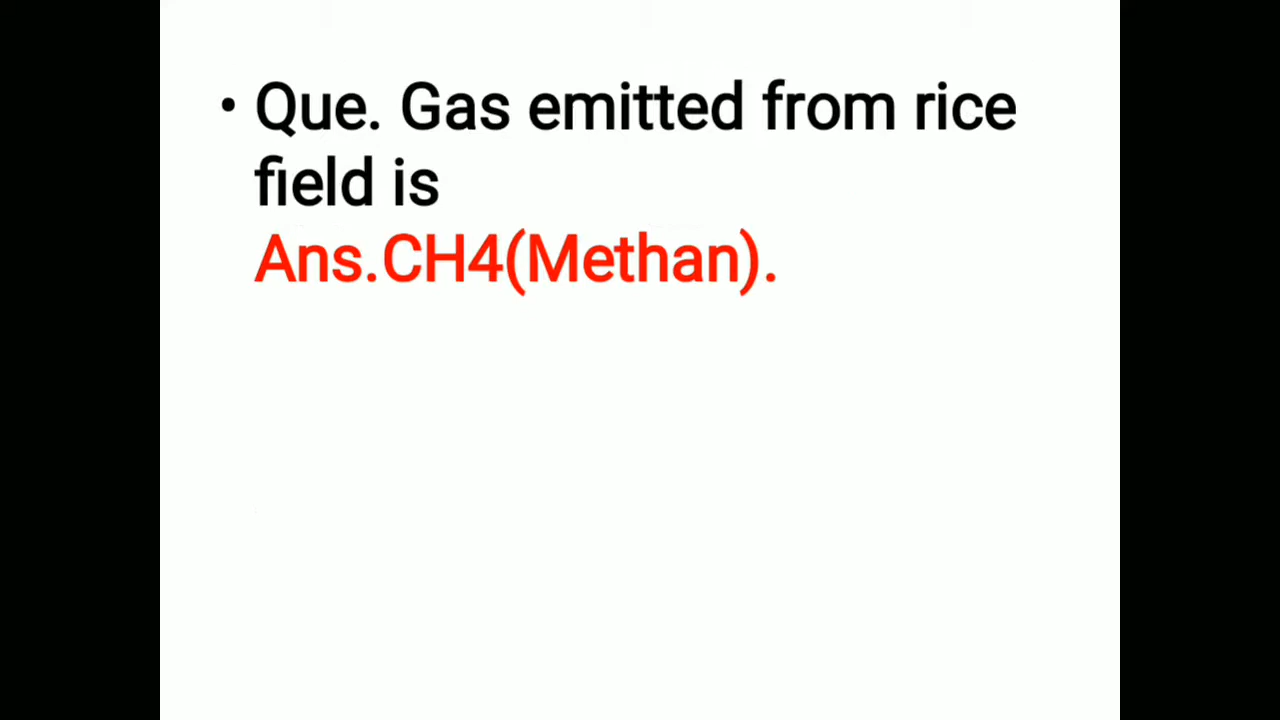 • Que. Gas emitted from rice
field is
Ans.CH4(Methan).